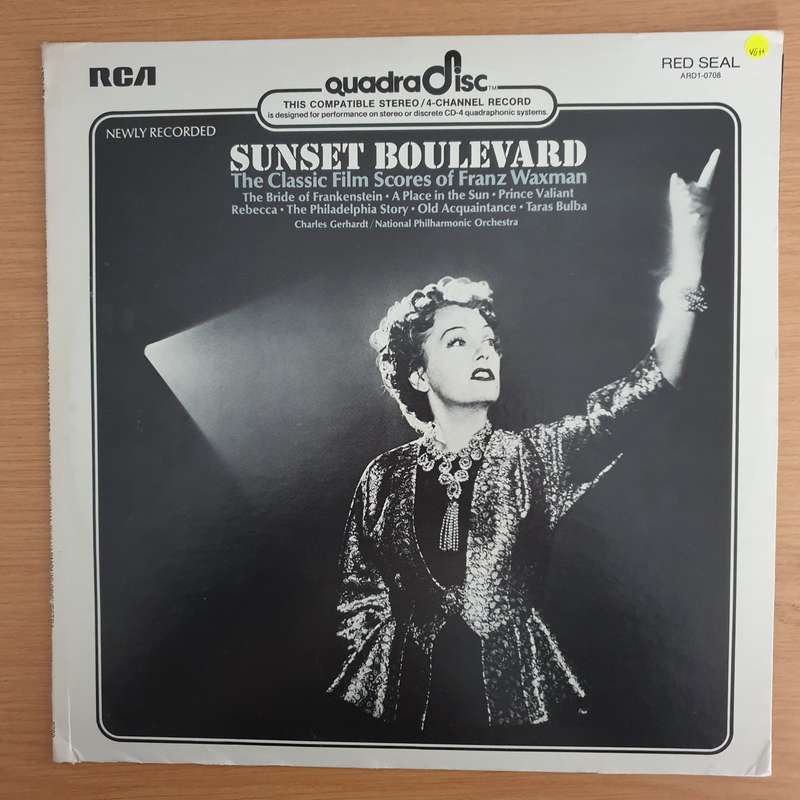 RCA
quadradisc™
THIS COMPATIBLE STEREO/4-CHANNEL RECORD
is designed for performance on stereo or discrete CD-4 quadraphonic systems.
RED SEAL
ARD1-0708
VG++
NEWLY RECORDED
SUNSET BOULEVARD
The Classic Film Scores of Franz Waxman
The Bride of Frankenstein • A Place in the Sun • Prince Valiant
Rebecca • The Philadelphia Story • Old Acquaintance • Taras Bulba
Charles Gerhardt/National Philharmonic Orchestra